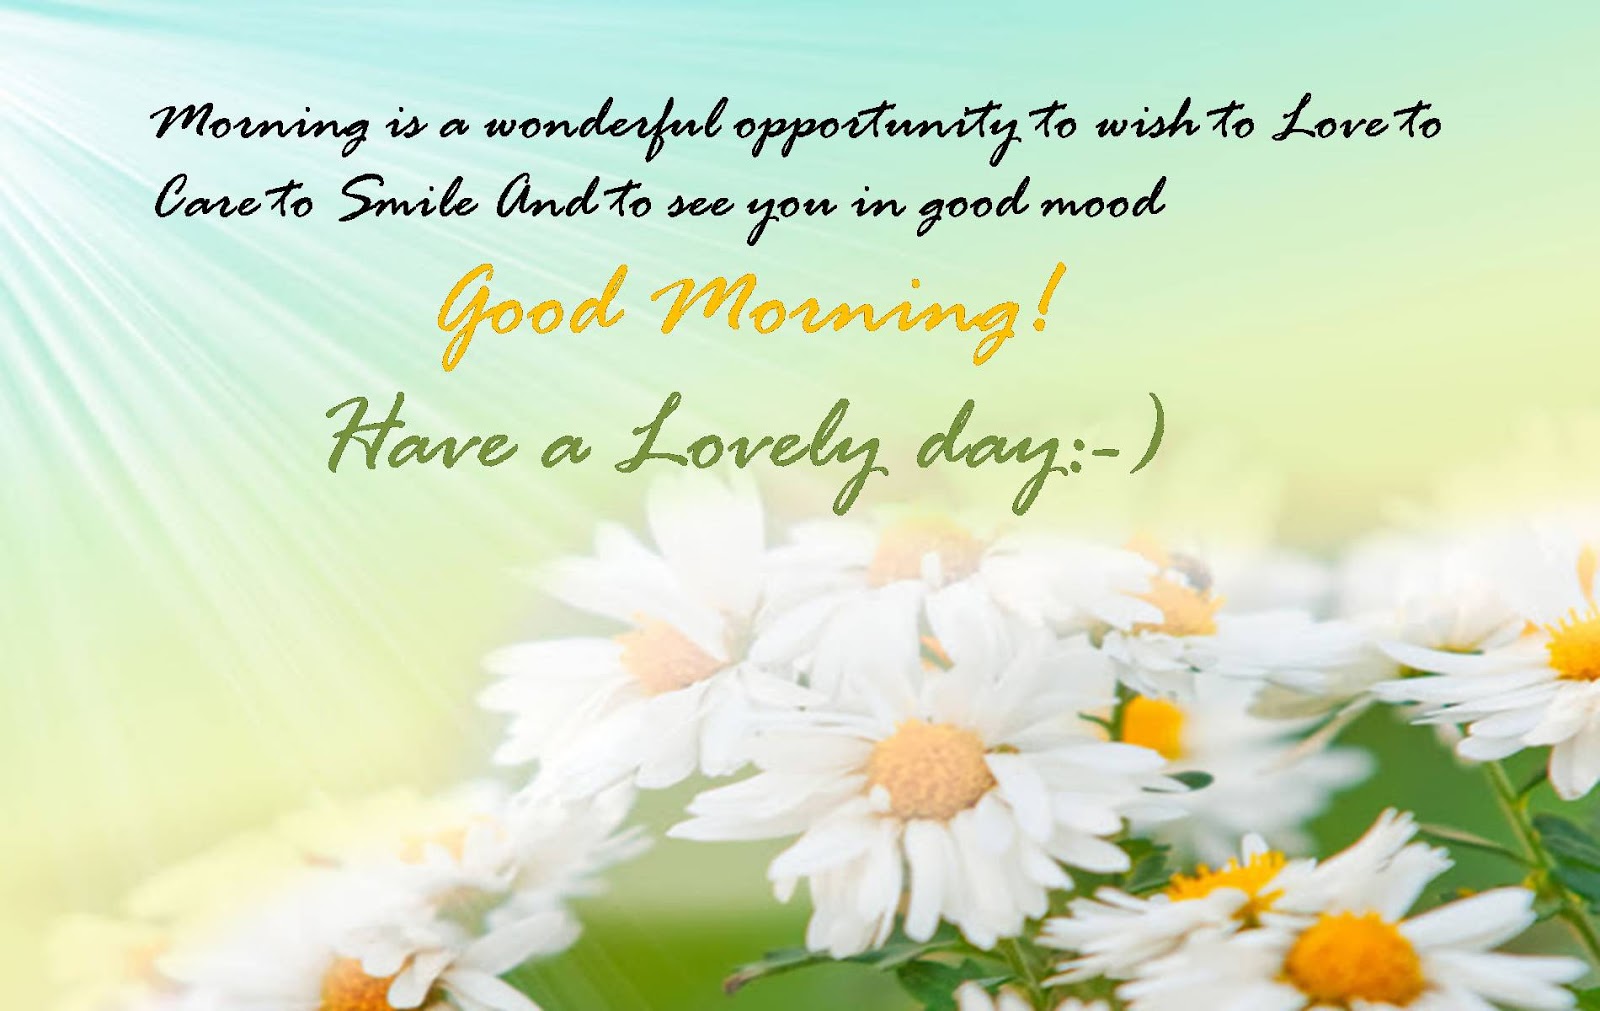 Morning is a wonderful opportunity to wish to Love to
Care to Smile And to see you in good mood
Good Morning!
Have a Lovely day:-)